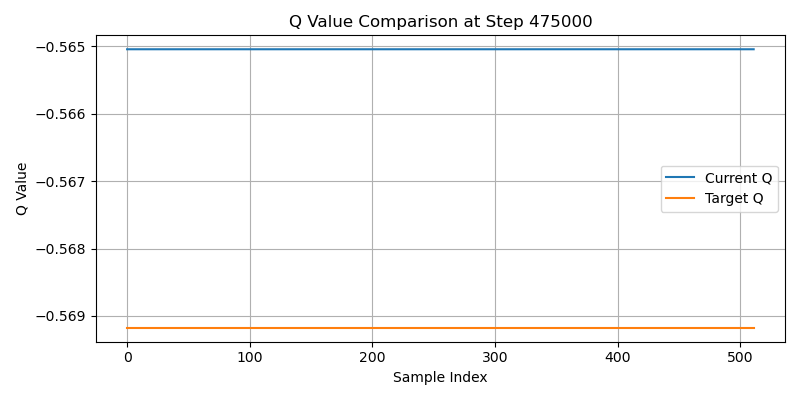 Q Value Comparison at Step 475000
−0.565
−0.566
−0.567
−0.568
−0.569
Q Value
Current Q
Target Q
0 100 200 300 400 500
Sample Index